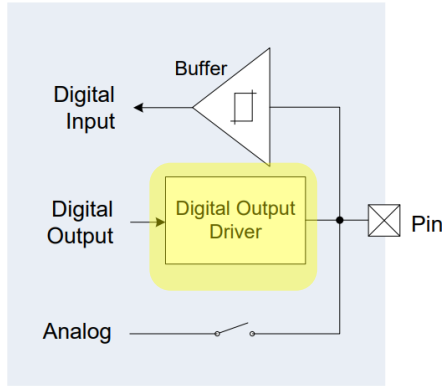 Buffer
Digital
Input
Digital
Output
Digital Output
Driver
Pin
Analog